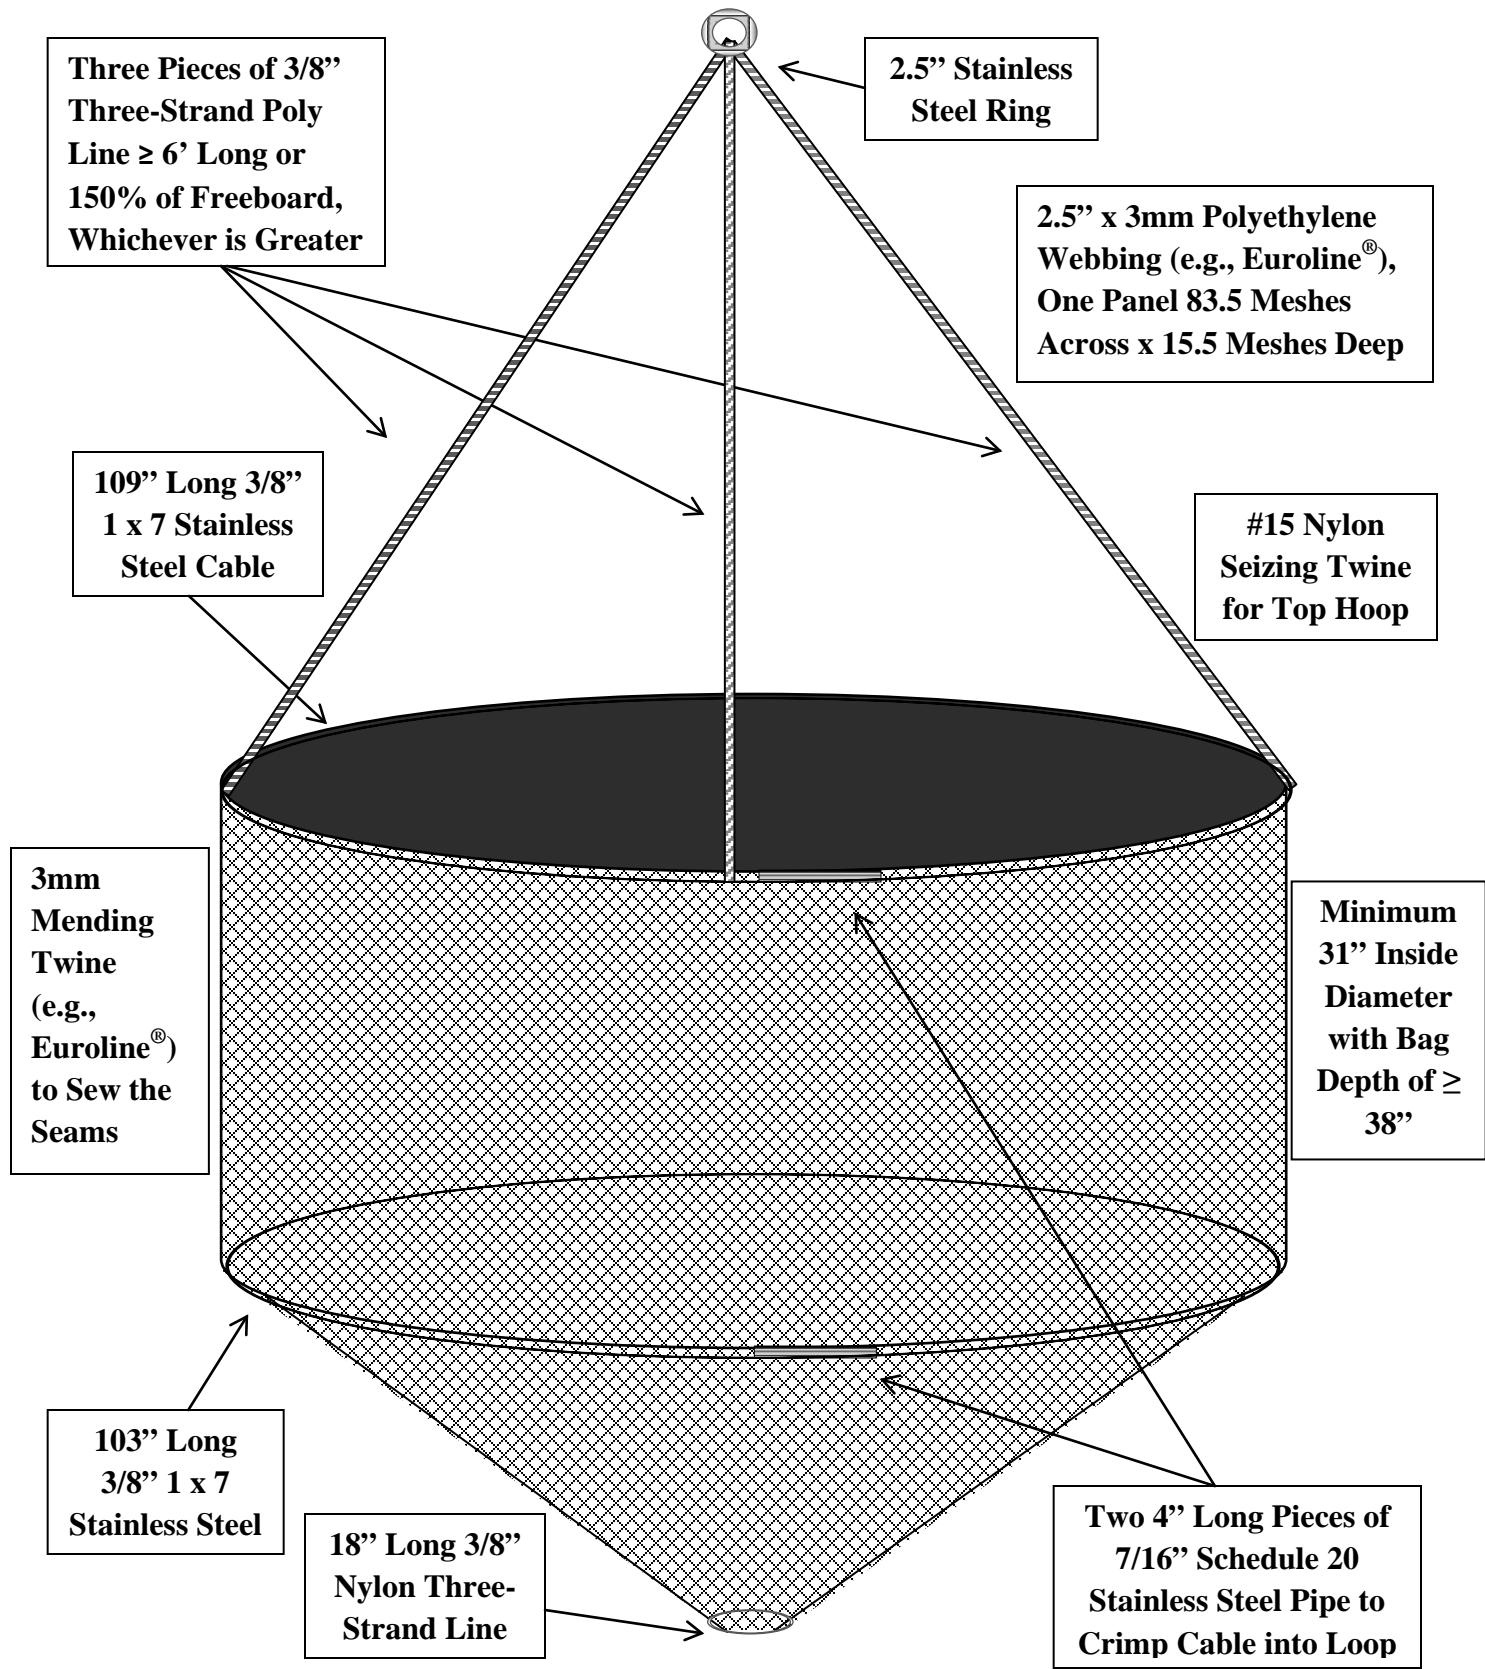 Three Pieces of 3/8”
Three-Strand Poly
Line ≥ 6’ Long or
150% of Freeboard,
Whichever is Greater
2.5” Stainless
Steel Ring
2.5” x 3mm Polyethylene
Webbing (e.g., Euroline®),
One Panel 83.5 Meshes
Across x 15.5 Meshes Deep
109” Long 3/8”
1 x 7 Stainless
Steel Cable
#15 Nylon
Seizing Twine
for Top Hoop
3mm
Mending
Twine
(e.g.,
Euroline®)
to Sew the
Seams
Minimum
31” Inside
Diameter
with Bag
Depth of ≥
38”
103” Long
3/8” 1 x 7
Stainless Steel
18” Long 3/8”
Nylon Three-
Strand Line
Two 4” Long Pieces of
7/16” Schedule 20
Stainless Steel Pipe to
Crimp Cable into Loop